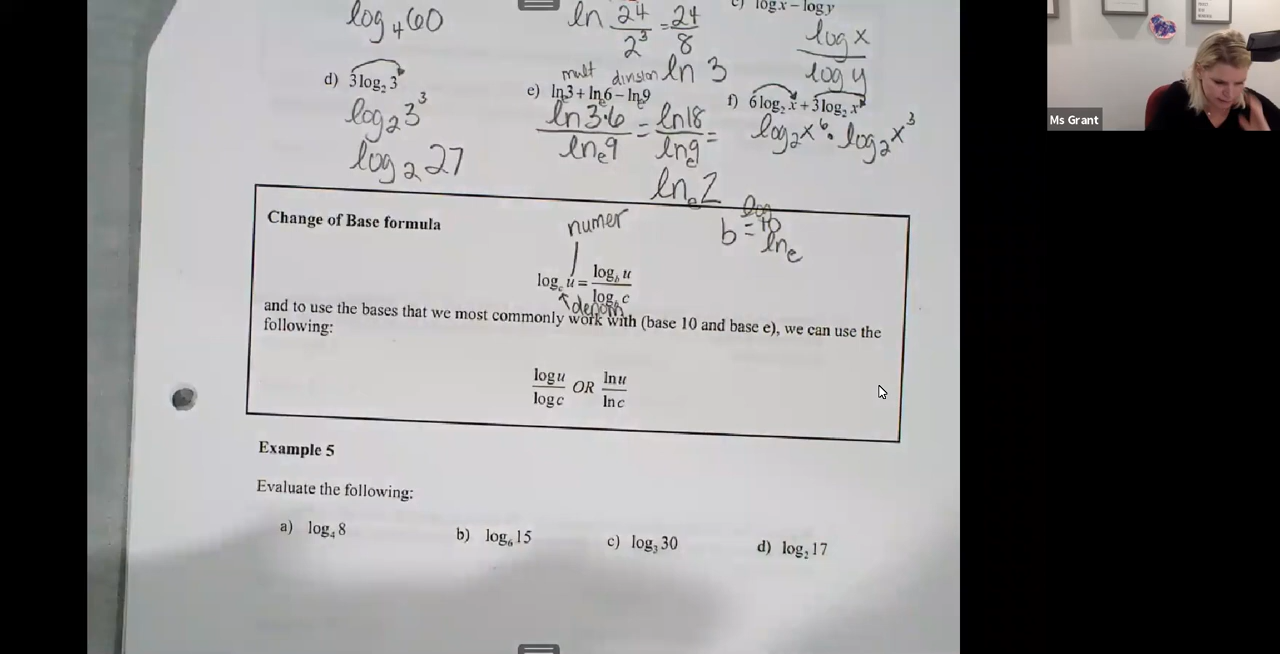 c) log x – log y
log₄60
ln 24/2³ = 24/8
log x / log y
mult division ln 3
d) 3log₂3
e) ln3 + ln6 – ln9
f) 6log₂x + 3log₂x
log₂3³
ln3·6 / lnₑ9 = ln18 / lnₑ9 =
log₂x⁶ · log₂x³
log₂27
lnₑ2
Change of Base formula
numer
b = log 10
lnₑ
log_c u = log_b u / log_b c
denom
and to use the bases that we most commonly work with (base 10 and base e), we can use the
following:
log u / log c OR ln u / ln c
Example 5
Evaluate the following:
a) log₄8 b) log₆15 c) log₃30 d) log₂17
Ms Grant